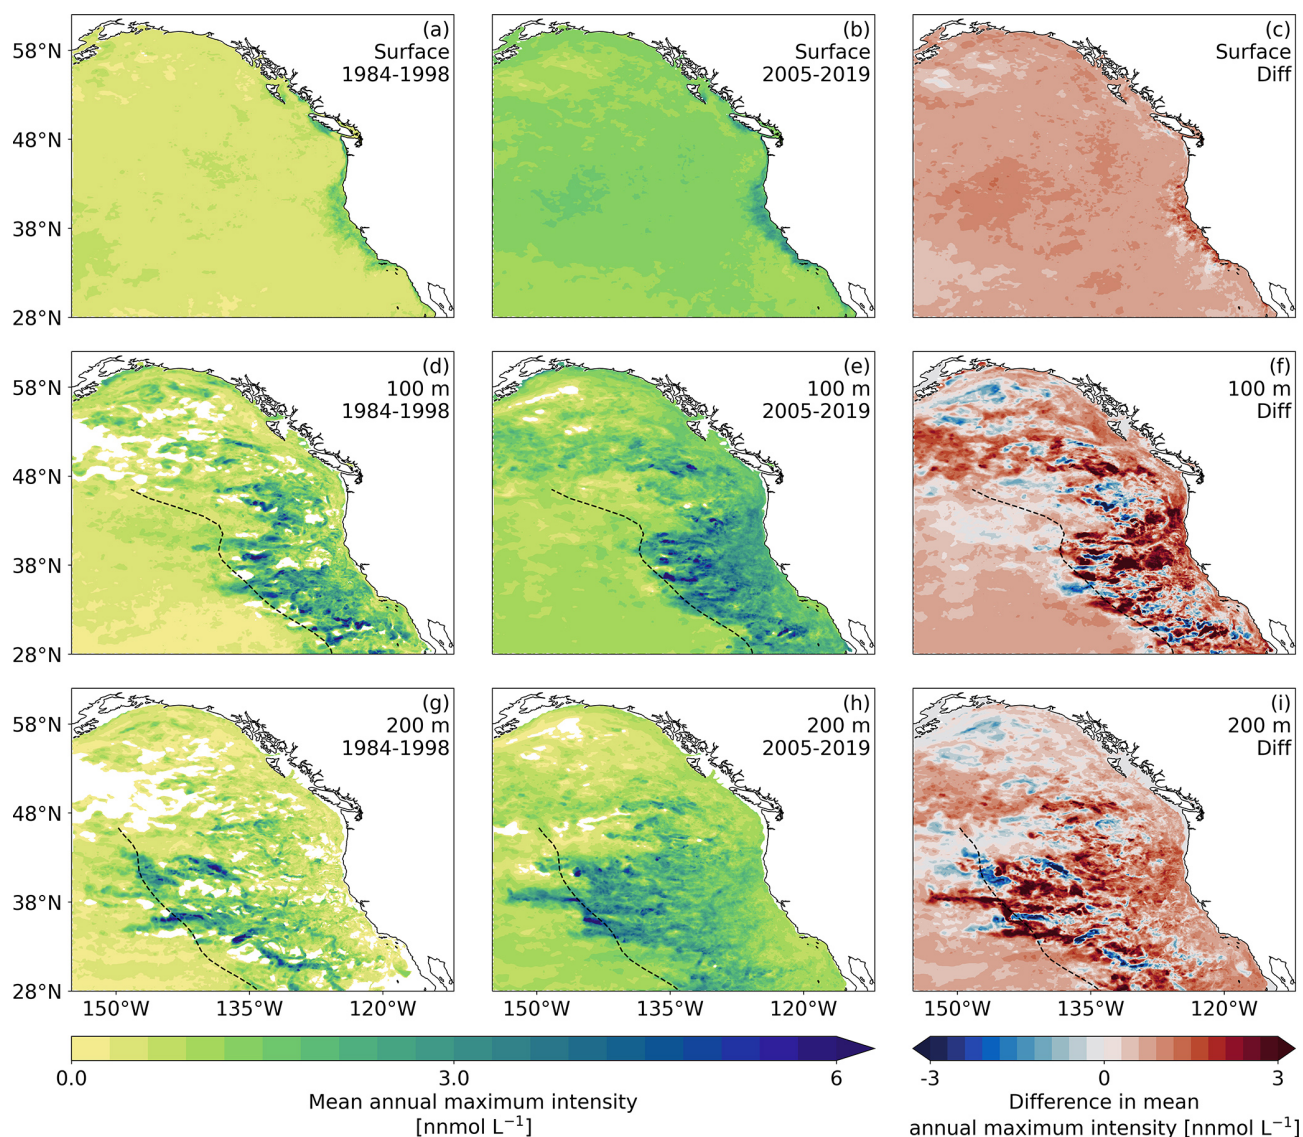 (a)
Surface
1984-1998
(b)
Surface
2005-2019
(c)
Surface
Diff
58°N
48°N
38°N
28°N
(d)
100 m
1984-1998
(e)
100 m
2005-2019
(f)
100 m
Diff
58°N
48°N
38°N
28°N
(g)
200 m
1984-1998
(h)
200 m
2005-2019
(i)
200 m
Diff
58°N
48°N
38°N
28°N
150°W 135°W 120°W
150°W 135°W 120°W
150°W 135°W 120°W
0.0 3.0 6
Mean annual maximum intensity
[nnmol L⁻¹]
-3 0 3
Difference in mean
annual maximum intensity [nnmol L⁻¹]